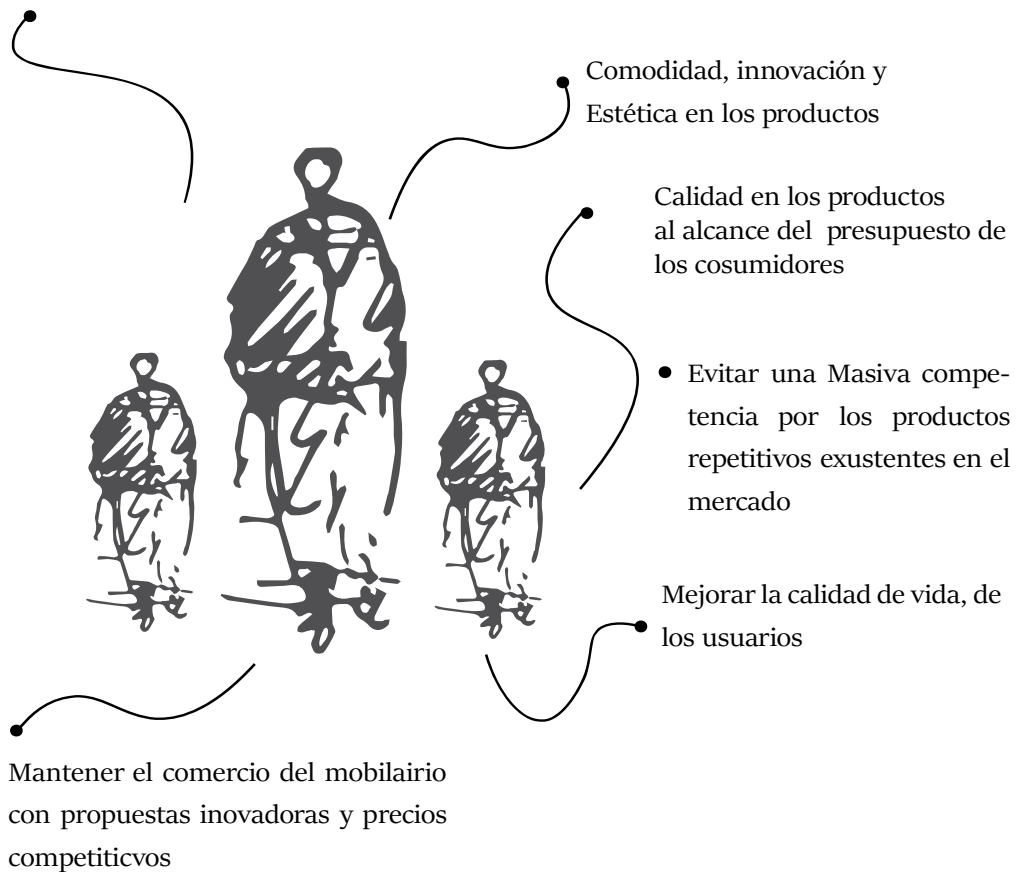 Comodidad, innovación y
Estética en los productos
Calidad en los productos
al alcance del presupuesto de
los cosumidores
Evitar una Masiva compe-
tencia por los productos
repetitivos exustentes en el
mercado
Mejorar la calidad de vida, de
los usuarios
Mantener el comercio del mobilairio
con propuestas inovadoras y precios
competiticvos